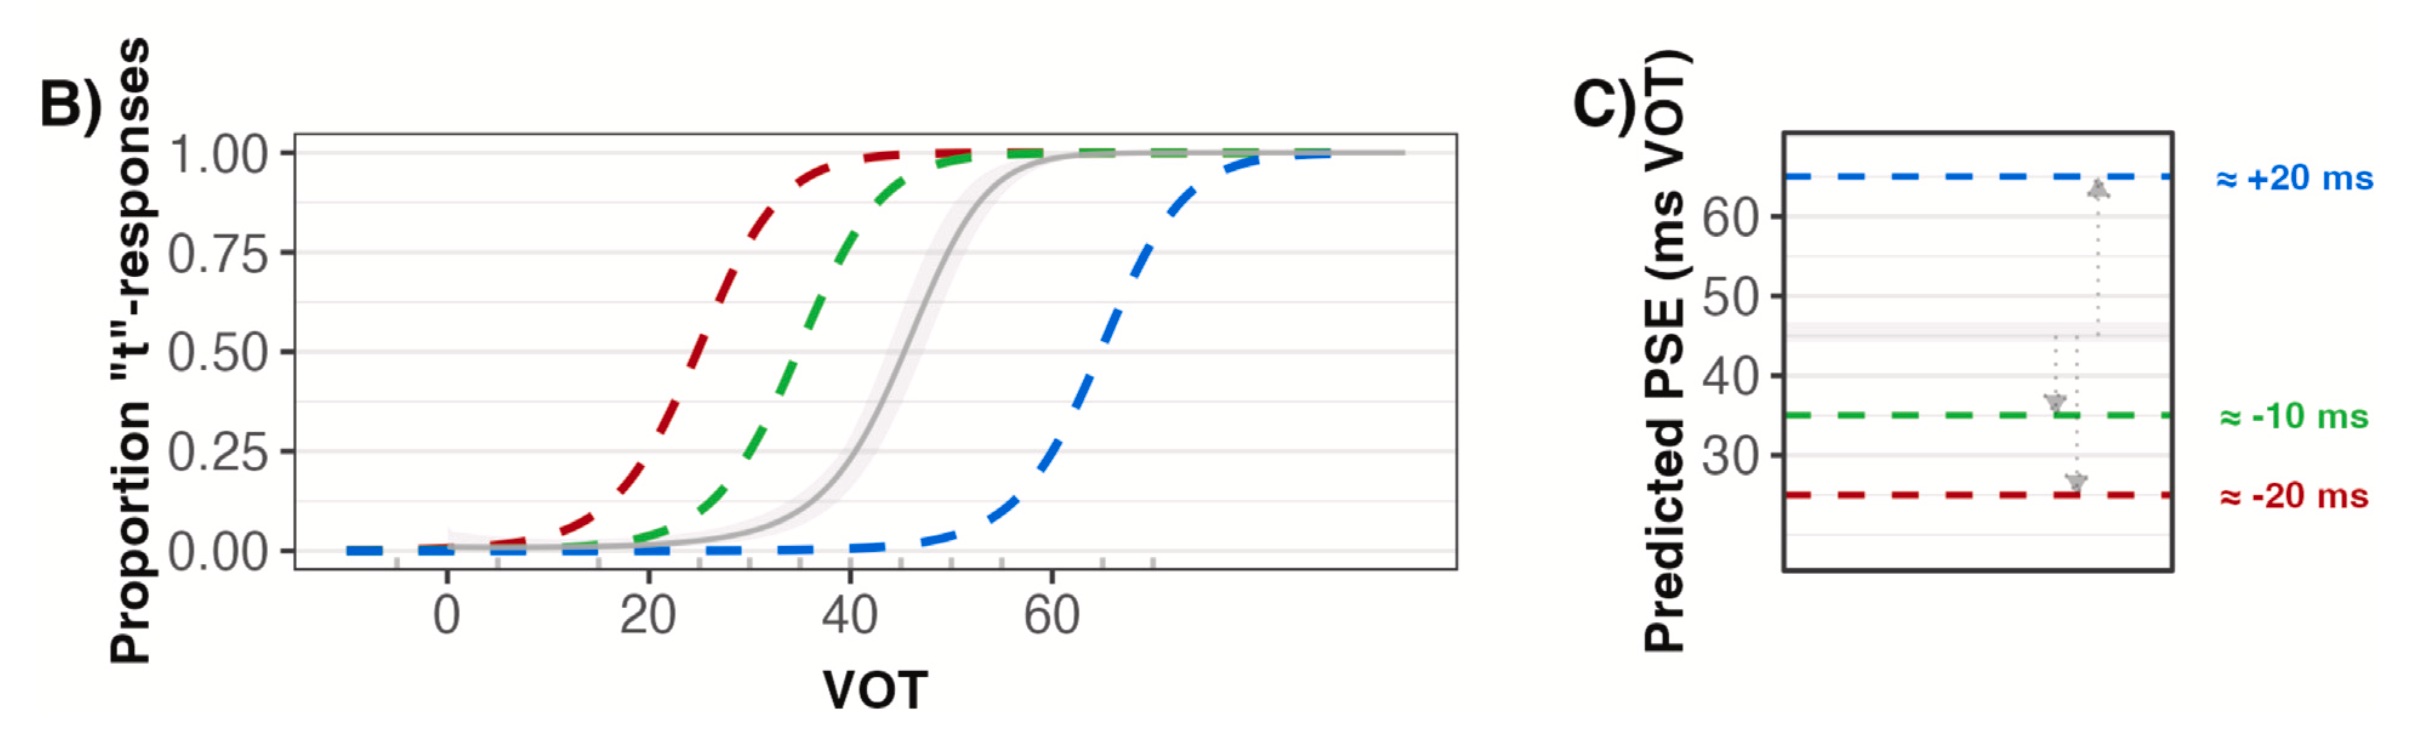 B)
Proportion "t"-responses
1.00
0.75
0.50
0.25
0.00
0 20 40 60
VOT
C)
Predicted PSE (ms VOT)
60
50
40
30
≈ +20 ms
≈ -10 ms
≈ -20 ms